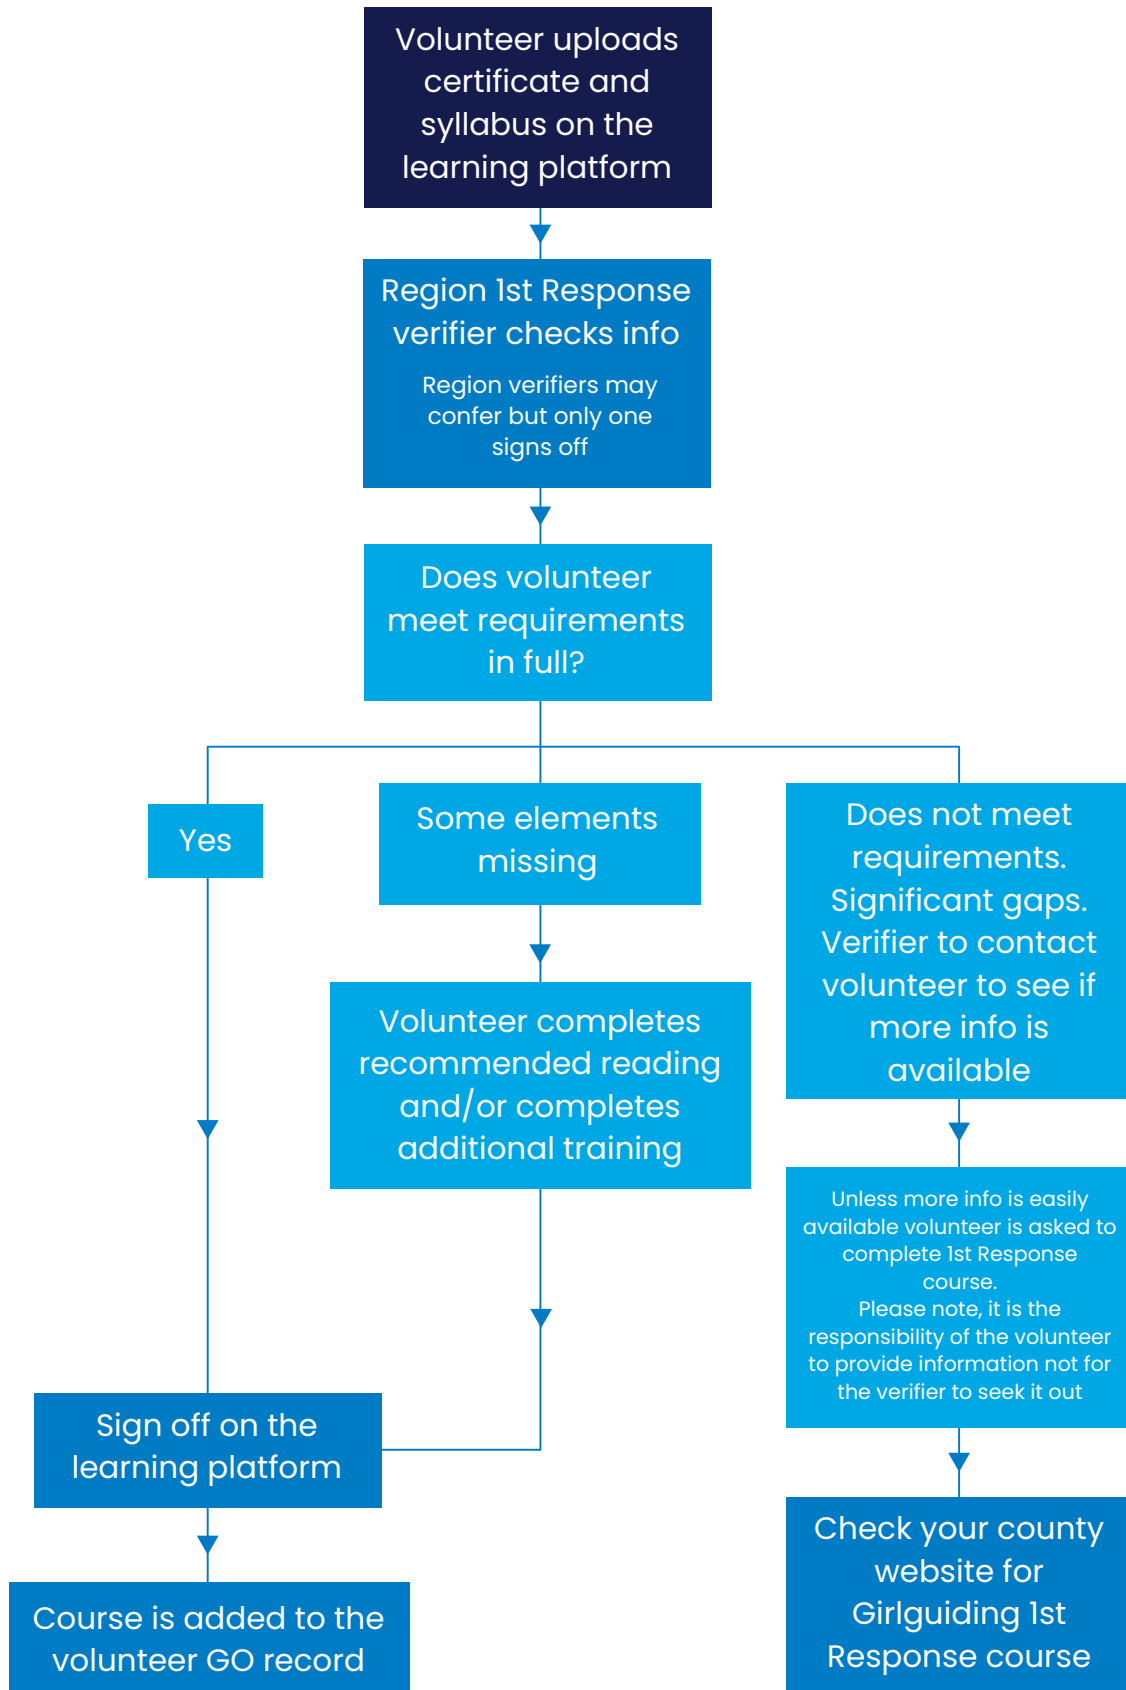 Volunteer uploads
certificate and
syllabus on the
learning platform
Region 1st Response
verifier checks info
Region verifiers may
confer but only one
signs off
Does volunteer
meet requirements
in full?
Yes
Some elements
missing
Volunteer completes
recommended reading
and/or completes
additional training
Does not meet
requirements.
Significant gaps.
Verifier to contact
volunteer to see if
more info is
available
Unless more info is easily
available volunteer is asked to
complete 1st Response
course.
Please note, it is the
responsibility of the volunteer
to provide information not for
the verifier to seek it out
Sign off on the
learning platform
Course is added to the
volunteer GO record
Check your county
website for
Girlguiding 1st
Response course